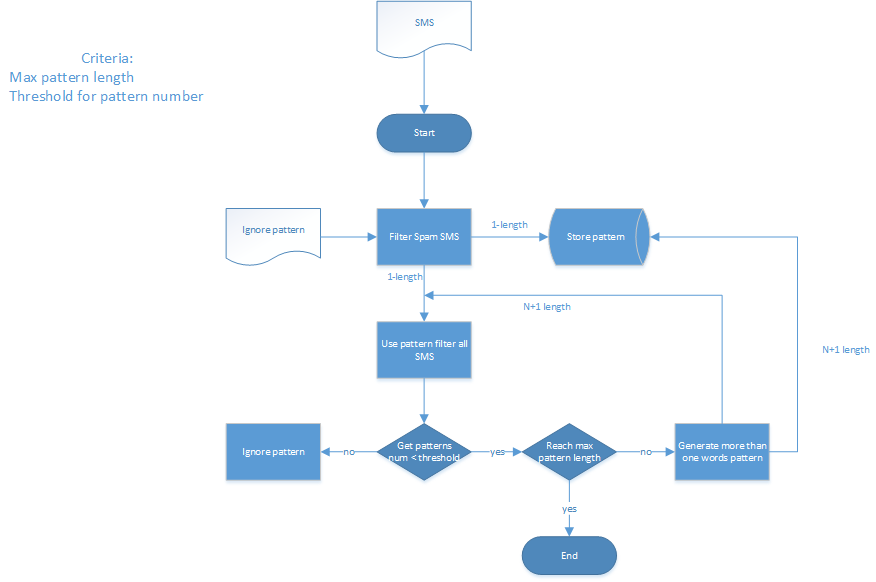 SMS
Criteria:
Max pattern length
Threshold for pattern number
Start
Ignore pattern
Filter Spam SMS
1-length
Store pattern
1-length
N+1 length
Use pattern filter all
SMS
N+1 length
Ignore pattern
no
Get patterns
num < threshold
yes
Reach max
pattern length
no
Generate more than
one words pattern
yes
End